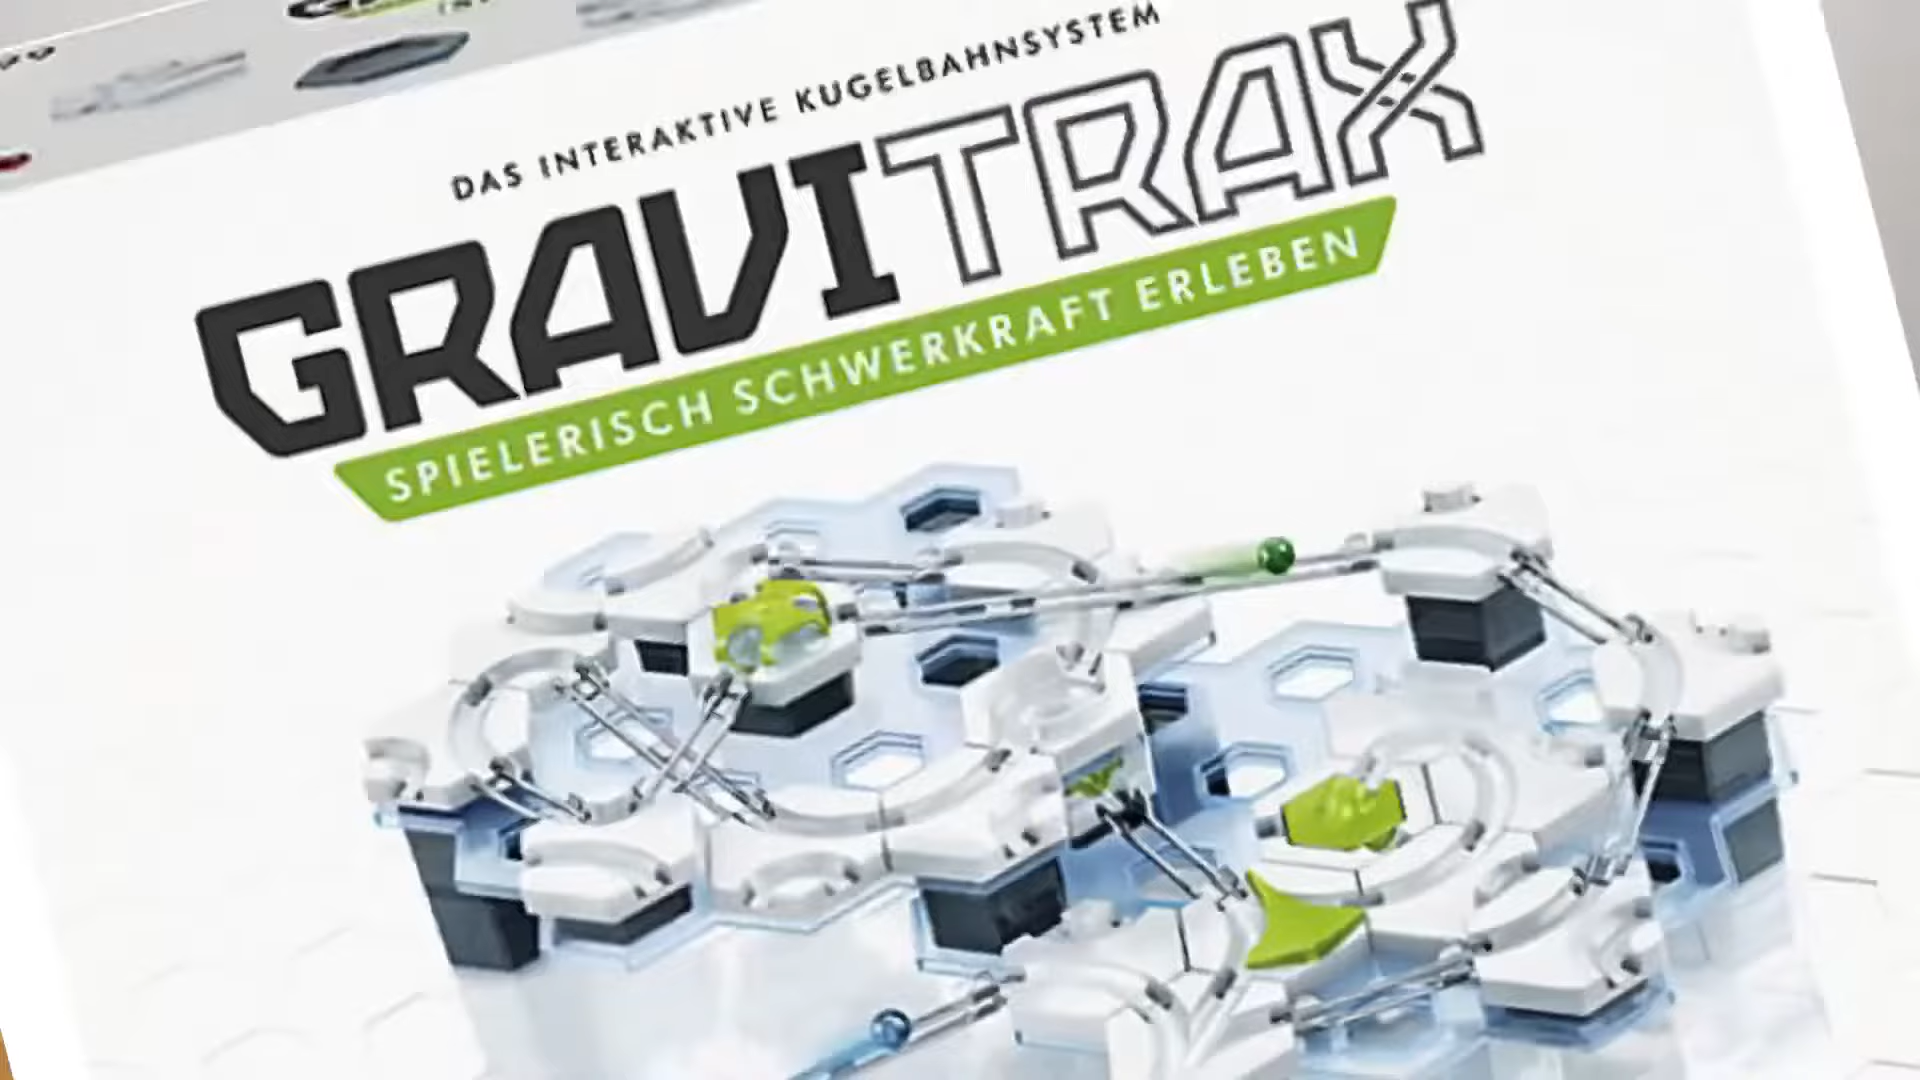 DAS INTERAKTIVE KUGELBAHNSYSTEM
GRAVITRAX
SPIELERISCH SCHWERKRAFT ERLEBEN